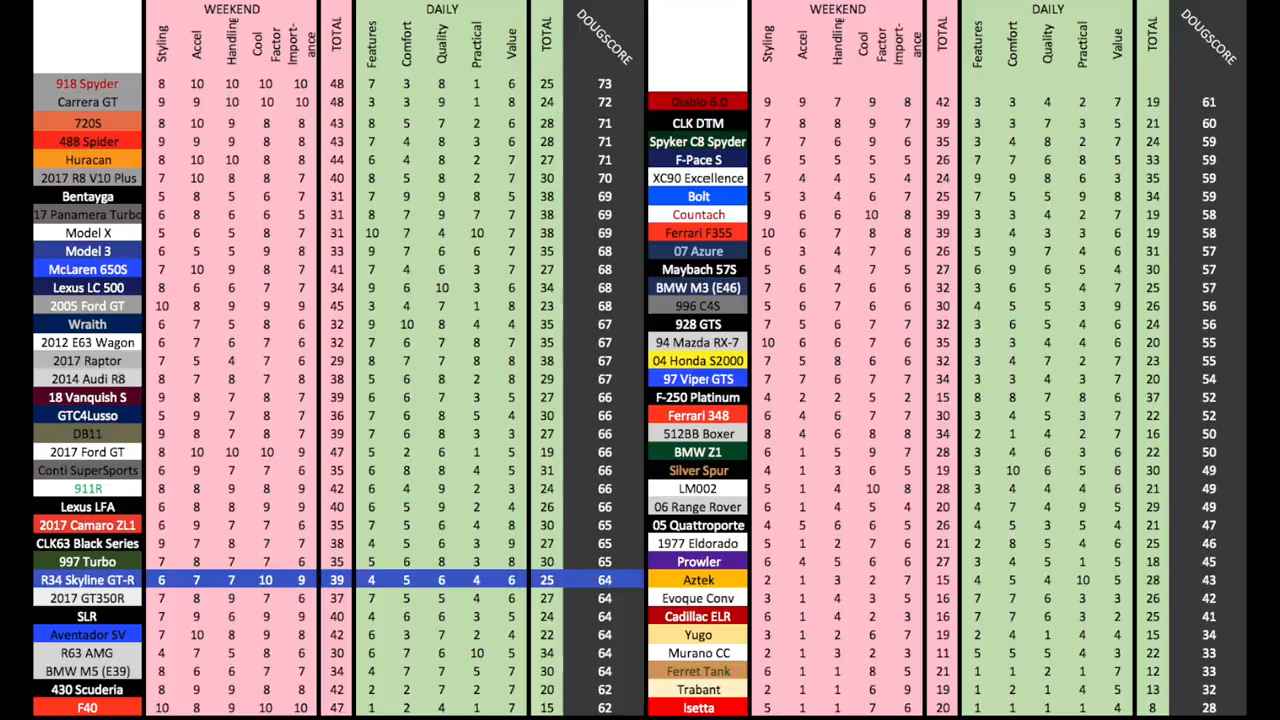 WEEKEND DAILY WEEKEND DAILY
Styling Accel Handling Cool Factor Import-ance TOTAL Features Comfort Quality Practical Value TOTAL DOUGSCORE Styling Accel Handling Cool Factor Import-ance TOTAL Features Comfort Quality Practical Value TOTAL DOUGSCORE
918 Spyder 8 10 10 10 10 48 7 3 8 1 6 25 73
Carrera GT 9 9 10 10 10 48 3 3 9 1 8 24 72 Diablo 6.0 9 9 7 9 8 42 3 3 4 2 7 19 61
720S 8 10 9 8 8 43 8 5 7 2 6 28 71 CLK DTM 7 8 8 9 7 39 3 3 7 3 5 21 60
488 Spider 9 9 9 8 8 43 7 4 8 3 6 28 71 Spyker C8 Spyder 7 7 6 9 6 35 3 4 8 2 7 24 59
Huracan 8 10 10 8 8 44 6 4 8 2 7 27 71 F-Pace S 6 5 5 5 5 26 7 7 6 8 5 33 59
2017 R8 V10 Plus 7 10 9 7 7 40 8 5 8 2 7 30 70 XC90 Excellence 7 4 4 5 4 24 9 9 8 6 3 35 59
Bentayga 5 8 5 6 7 31 7 9 9 8 5 38 69 Bolt 5 3 4 6 7 25 7 5 5 9 8 34 59
17 Panamera Turbo 6 8 6 6 5 31 8 7 9 7 7 38 69 Countach 9 6 6 10 8 39 3 3 4 2 7 19 58
Model X 5 6 5 8 7 31 10 7 4 10 7 38 69 Ferrari F355 10 6 7 8 8 39 3 3 4 3 6 19 58
Model 3 6 5 5 9 8 33 9 7 6 6 7 35 68 07 Azure 6 3 4 7 6 26 5 9 7 4 6 31 57
McLaren 650S 7 10 9 8 7 41 7 4 6 3 7 27 68 Maybach 57S 5 6 4 7 5 27 6 9 6 5 4 30 57
Lexus LC 500 8 6 6 7 7 34 9 6 10 3 6 34 68 BMW M3 (E46) 7 6 7 6 6 32 3 6 5 4 7 25 57
2005 Ford GT 10 8 9 9 9 45 3 4 7 1 8 23 68 996 C4S 5 6 7 6 6 30 4 5 5 3 9 26 56
Wraith 6 7 5 8 6 32 9 10 8 4 4 35 67 928 GTS 7 5 6 7 7 32 3 6 5 4 6 24 56
2012 E63 Wagon 6 7 6 7 6 32 6 7 7 8 7 35 67 94 Mazda RX-7 10 6 6 7 6 35 3 3 4 5 5 20 55
2017 Raptor 7 5 4 7 6 29 8 7 7 8 8 38 67 04 Honda S2000 7 5 8 6 6 32 3 4 7 2 7 23 55
2014 Audi R8 8 7 8 7 8 38 5 6 8 2 8 29 67 97 Viper GTS 7 7 6 7 7 34 3 3 4 3 7 20 54
18 Vanquish S 9 8 7 8 7 39 6 6 7 3 5 27 66 F-250 Platinum 4 4 2 2 5 15 8 8 7 8 6 37 52
GTC4Lusso 5 9 7 8 7 36 7 6 8 5 4 30 66 Ferrari 348 6 4 6 7 7 30 3 4 5 3 7 22 52
DB11 9 8 7 8 7 39 7 6 8 3 3 27 66 512BB Boxer 8 4 6 8 8 34 2 1 4 2 7 16 50
2017 Ford GT 8 10 10 10 9 47 5 2 6 1 5 19 66 BMW Z1 7 1 5 9 7 28 3 4 6 3 6 22 50
Conti SuperSports 6 9 7 7 6 35 6 8 8 4 5 31 66 Silver Spur 4 1 3 5 6 19 3 10 6 5 6 30 49
911R 8 8 9 8 9 42 6 4 9 2 3 24 66 LM002 5 1 4 10 8 28 3 4 4 4 6 21 49
Lexus LFA 6 8 8 9 9 40 6 4 9 2 5 26 66 06 Range Rover 6 1 4 5 4 20 4 7 4 9 5 29 49
2017 Camaro ZL1 6 9 7 7 6 35 7 5 6 4 8 30 65 05 Quattroporte 4 5 6 5 6 26 4 5 3 5 4 21 47
CLK63 Black Series 9 7 8 7 7 38 4 5 6 3 9 27 65 1977 Eldorado 5 1 2 7 6 21 2 8 5 4 6 25 46
997 Turbo 7 8 7 7 6 35 5 6 8 3 8 30 65 Prowler 6 4 5 7 5 27 3 4 5 1 5 18 45
R34 Skyline GT-R 6 7 7 10 9 39 4 5 6 4 6 25 64 Aztek 2 1 3 2 7 15 4 5 4 10 5 28 43
2017 GT350R 7 8 9 7 6 37 7 5 5 4 6 27 64 Evoque Conv 4 3 4 2 3 16 6 6 5 5 4 26 42
SLR 7 9 6 9 9 40 4 6 6 3 5 24 64 Cadillac ELR 6 1 4 2 3 16 7 7 6 3 2 25 41
Aventador SV 7 10 8 9 8 42 6 3 7 2 4 22 64 Yugo 3 1 2 6 7 19 2 4 1 4 4 15 34
R63 AMG 4 7 5 8 6 30 6 7 6 10 5 34 64 Murano CC 2 1 3 2 3 11 5 5 5 4 3 22 33
BMW M5 (E39) 8 6 6 7 7 34 4 7 7 5 7 30 64 Ferret Tank 6 1 1 8 5 21 1 1 2 1 7 12 33
430 Scuderia 8 9 9 8 8 42 2 2 7 2 7 20 62 Trabant 2 1 1 6 9 19 1 2 1 4 5 13 32
F40 10 8 9 10 10 47 1 2 4 1 7 15 62 Isetta 5 1 1 7 6 20 1 1 1 1 4 8 28